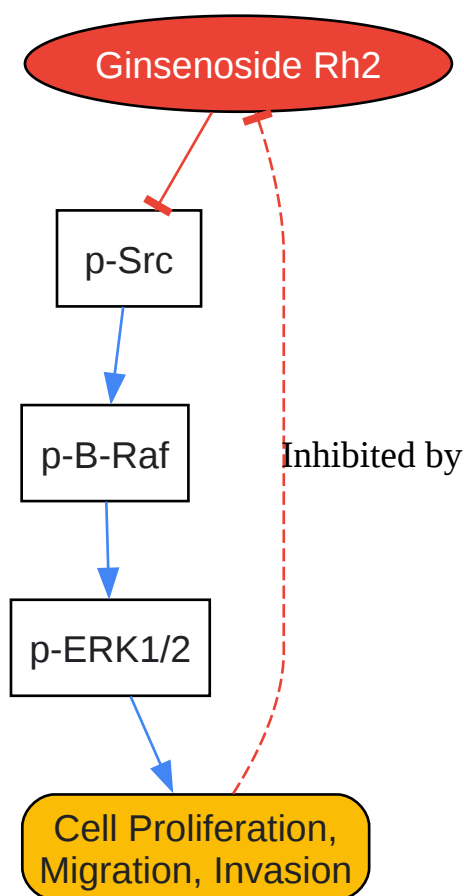 Ginsenoside Rh2
p-Src
p-B-Raf
Inhibited by
p-ERK1/2
Cell Proliferation,
Migration, Invasion